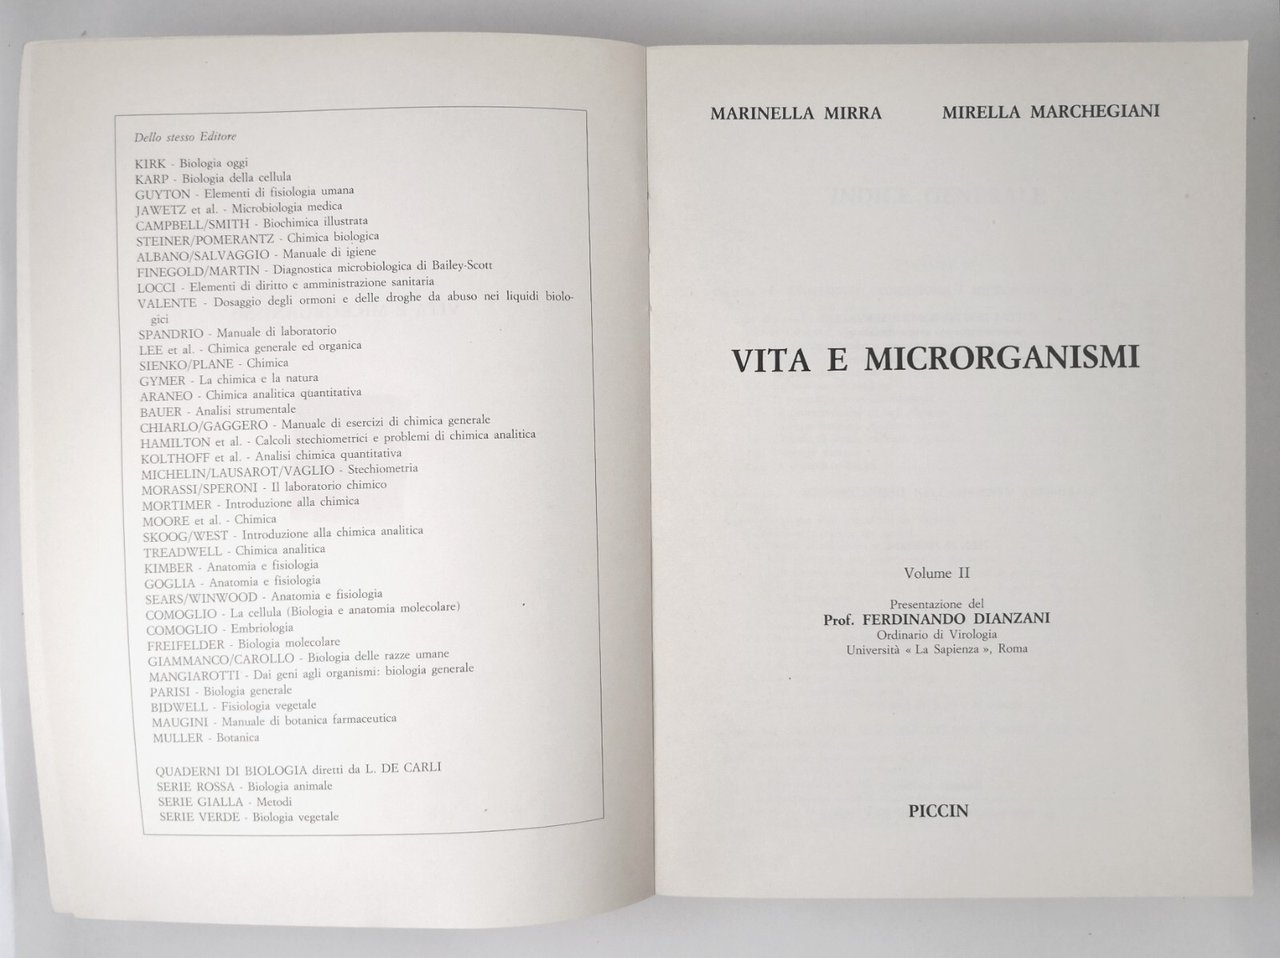 Dello stesso Editore
KIRK - Biologia oggi
KARP - Biologia della cellula
GUYTON - Elementi di fisiologia umana
JAWETZ et al. - Microbiologia medica
CAMPBELL/SMITH - Biochimica illustrata
STEINER/POMERANTZ - Chimica biologica
ALBANO/SALVAGGIO - Manuale di igiene
FINEGOLD/MARTIN - Diagnostica microbiologica di Bailey-Scott
LOCCI - Elementi di diritto e amministrazione sanitaria
VALENTE - Dosaggio degli ormoni e delle droghe da abuso nei liquidi biolo-
gici
SPANDRIO - Manuale di laboratorio
LEE et al. - Chimica generale ed organica
SIENKO/PLANE - Chimica
GYMER - La chimica e la natura
ARANEO - Chimica analitica quantitativa
BAUER - Analisi strumentale
CHIARLO/GAGGERO - Manuale di esercizi di chimica generale
HAMILTON et al. - Calcoli stechiometrici e problemi di chimica analitica
KOLTHOFF et al. - Analisi chimica quantitativa
MICHELIN/LAUSAROT/VAGLIO - Stechiometria
MORASSI/SPERONI - Il laboratorio chimico
MORTIMER - Introduzione alla chimica
MOORE et al. - Chimica
SKOOG/WEST - Introduzione alla chimica analitica
TREADWELL - Chimica analitica
KIMBER - Anatomia e fisiologia
GOGLIA - Anatomia e fisiologia
SEARS/WINWOOD - Anatomia e fisiologia
COMOGLIO - La cellula (Biologia e anatomia molecolare)
COMOGLIO - Embriologia
FREIFELDER - Biologia molecolare
GIAMMANCO/CAROLLO - Biologia delle razze umane
MANGIAROTTI - Dai geni agli organismi: biologia generale
PARISI - Biologia generale
BIDWELL - Fisiologia vegetale
MAUGINI - Manuale di botanica farmaceutica
MULLER - Botanica
QUADERNI DI BIOLOGIA diretti da L. DE CARLI
SERIE ROSSA - Biologia animale
SERIE GIALLA - Metodi
SERIE VERDE - Biologia vegetale
MARINELLA MIRRA MIRELLA MARCHEGIANI
VITA E MICRORGANISMI
Volume II
Presentazione del
Prof. FERDINANDO DIANZANI
Ordinario di Virologia
Università « La Sapienza », Roma
PICCIN